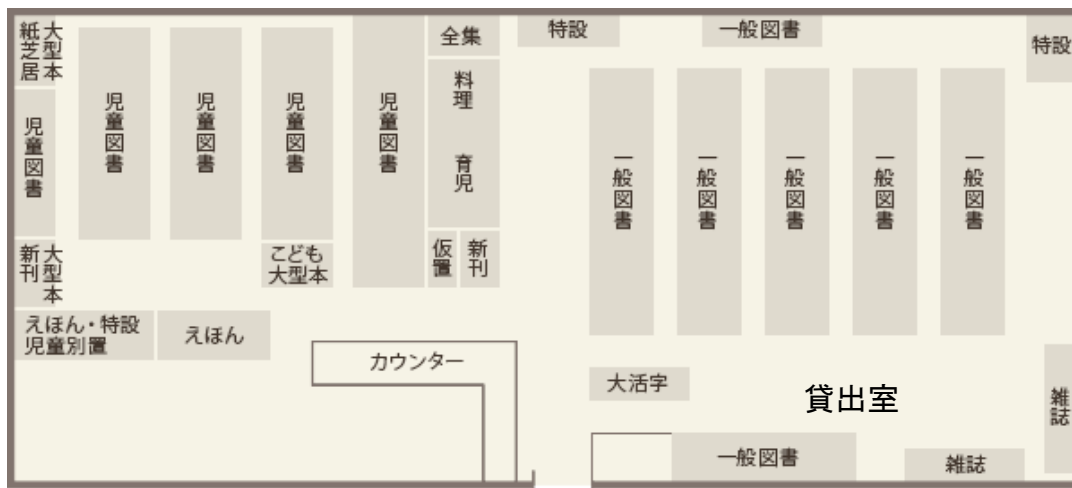 大型本
紙芝居
児童図書
大型本
新刊
えほん・特設
児童別置
えほん
児童図書
児童図書
児童図書
こども
大型本
児童図書
全集
料理
育児
仮置
新刊
カウンター
特設
一般図書
特設
一般図書
一般図書
一般図書
一般図書
一般図書
大活字
貸出室
雑誌
一般図書
雑誌